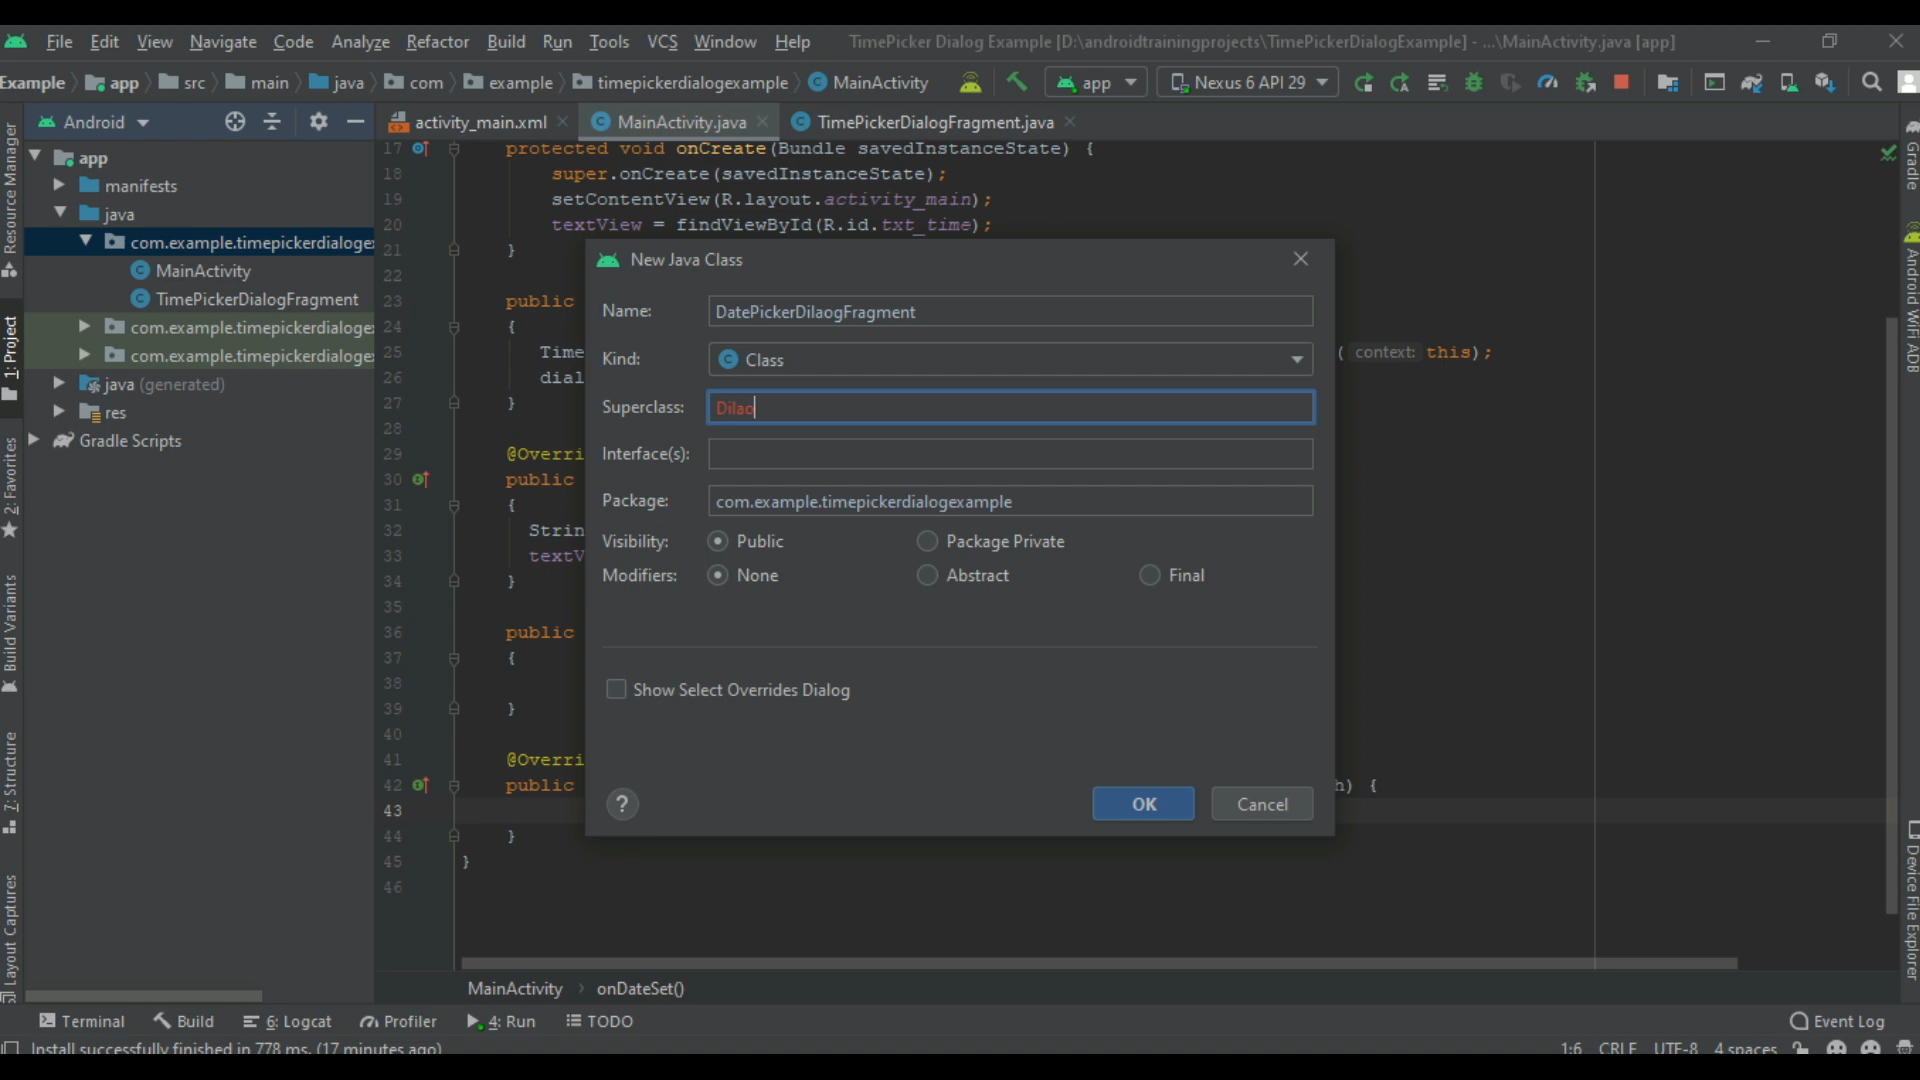 File Edit View Navigate Code Analyze Refactor Build Run Tools VCS Window Help TimePicker Dialog Example [D:\androidtrainingprojects\TimePickerDialogExample] - ...\MainActivity.java [app]
Example app src main java com example timepickerdialogexample MainActivity app Nexus 6 API 29
Android
activity_main.xml MainActivity.java TimePickerDialogFragment.java
app
manifests
java
com.example.timepickerdialogex
MainActivity
TimePickerDialogFragment
com.example.timepickerdialoge
com.example.timepickerdialoge
java (generated)
res
Gradle Scripts
Resource Manager
1: Project
2: Favorites
Build Variants
7: Structure
Layout Captures
17 protected void onCreate(Bundle savedInstanceState) {
18 super.onCreate(savedInstanceState);
19 setContentView(R.layout.activity_main);
20 textView = findViewById(R.id.txt_time);
21 }
22
23 public
24 {
25 Time ( context: this);
26 dial
27 }
28
29 @Overri
30 public
31 {
32 Strin
33 textV
34 }
35
36 public
37 {
38
39 }
40
41 @Overri
42 public h) {
43
44 }
45 }
46
New Java Class
Name: DatePickerDilaogFragment
Kind: Class
Superclass: Dilao
Interface(s):
Package: com.example.timepickerdialogexample
Visibility: Public Package Private
Modifiers: None Abstract Final
Show Select Overrides Dialog
? OK Cancel
Gradle
Android WiFi ADB
Device File Explorer
MainActivity onDateSet()
Terminal Build 6: Logcat Profiler 4: Run TODO Event Log
Install successfully finished in 778 ms. (17 minutes ago) 1:6 CRLF UTF-8 4 spaces